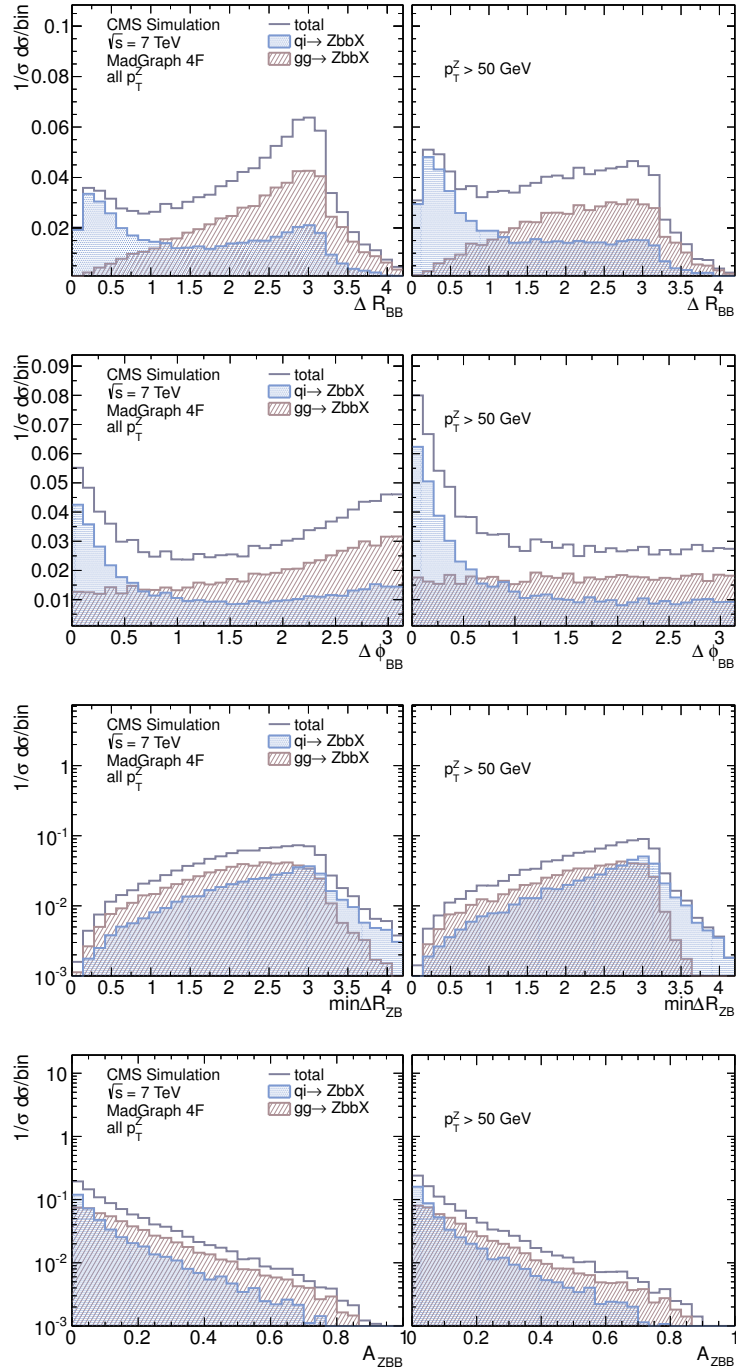 0.1
0.08
0.06
0.04
0.02
1/σ dσ/bin
CMS Simulation
√s = 7 TeV
MadGraph 4F
all p_T^Z
total
qi→ ZbbX
gg→ ZbbX
p_T^Z > 50 GeV
0 0.5 1 1.5 2 2.5 3 3.5 4
Δ R_BB
0 0.5 1 1.5 2 2.5 3 3.5 4
Δ R_BB
0.09
0.08
0.07
0.06
0.05
0.04
0.03
0.02
0.01
1/σ dσ/bin
CMS Simulation
√s = 7 TeV
MadGraph 4F
all p_T^Z
total
qi→ ZbbX
gg→ ZbbX
p_T^Z > 50 GeV
0 0.5 1 1.5 2 2.5 3
Δ ϕ_BB
0 0.5 1 1.5 2 2.5 3
Δ ϕ_BB
1
10^-1
10^-2
10^-3
1/σ dσ/bin
CMS Simulation
√s = 7 TeV
MadGraph 4F
all p_T^Z
total
qi→ ZbbX
gg→ ZbbX
p_T^Z > 50 GeV
0 0.5 1 1.5 2 2.5 3 3.5 4
minΔR_ZB
0 0.5 1 1.5 2 2.5 3 3.5 4
minΔR_ZB
10
1
10^-1
10^-2
10^-3
1/σ dσ/bin
CMS Simulation
√s = 7 TeV
MadGraph 4F
all p_T^Z
total
qi→ ZbbX
gg→ ZbbX
p_T^Z > 50 GeV
0 0.2 0.4 0.6 0.8 1
A_ZBB
0 0.2 0.4 0.6 0.8 1
A_ZBB